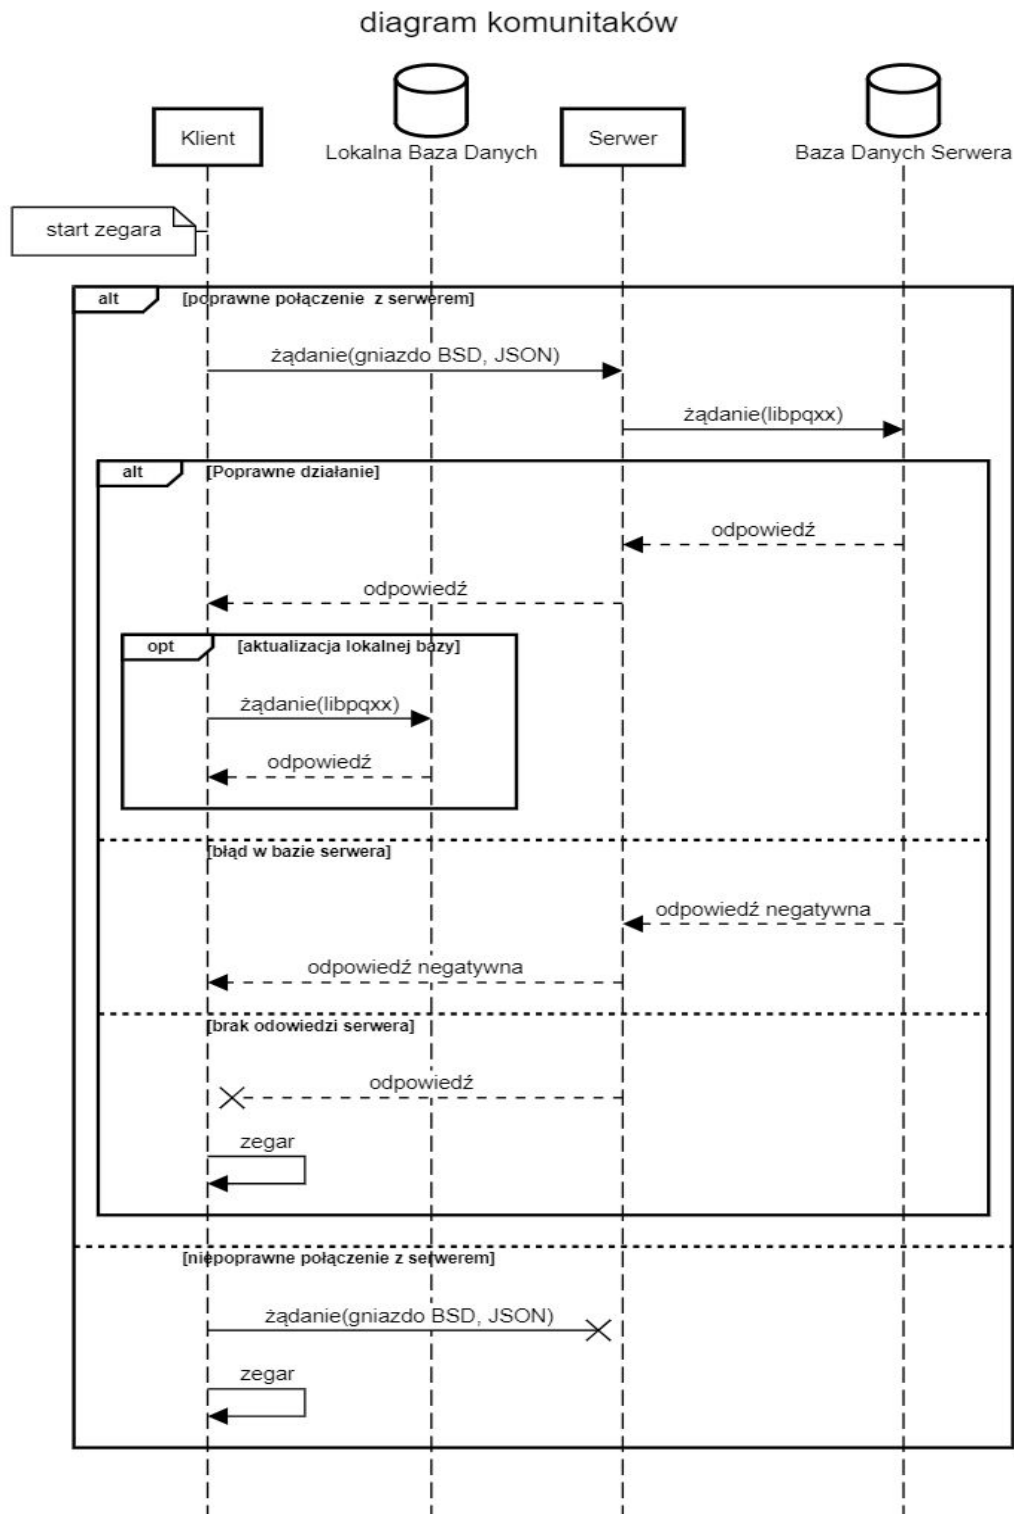 diagram komunitaków
Klient
Lokalna Baza Danych
Serwer
Baza Danych Serwera
start zegara
alt [poprawne połączenie z serwerem]
żądanie(gniazdo BSD, JSON)
żądanie(libpqxx)
alt [Poprawne działanie]
odpowiedź
odpowiedź
opt [aktualizacja lokalnej bazy]
żądanie(libpqxx)
odpowiedź
[błąd w bazie serwera]
odpowiedź negatywna
odpowiedź negatywna
[brak odowiedzi serwera]
odpowiedź
zegar
[niepoprawne połączenie z serwerem]
żądanie(gniazdo BSD, JSON)
zegar